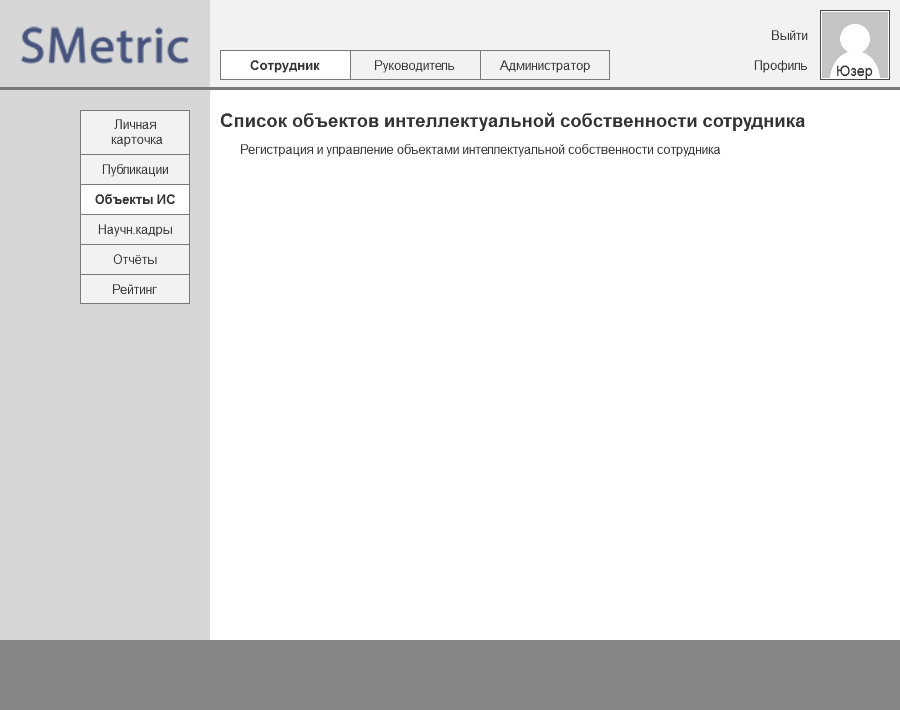 SMetric
Выйти
Сотрудник Руководитель Администратор
Профиль
Юзер
Личная
карточка
Публикации
Объекты ИС
Научн.кадры
Отчёты
Рейтинг
Список объектов интеллектуальной собственности сотрудника
Регистрация и управление объектами интеллектуальной собственности сотрудника